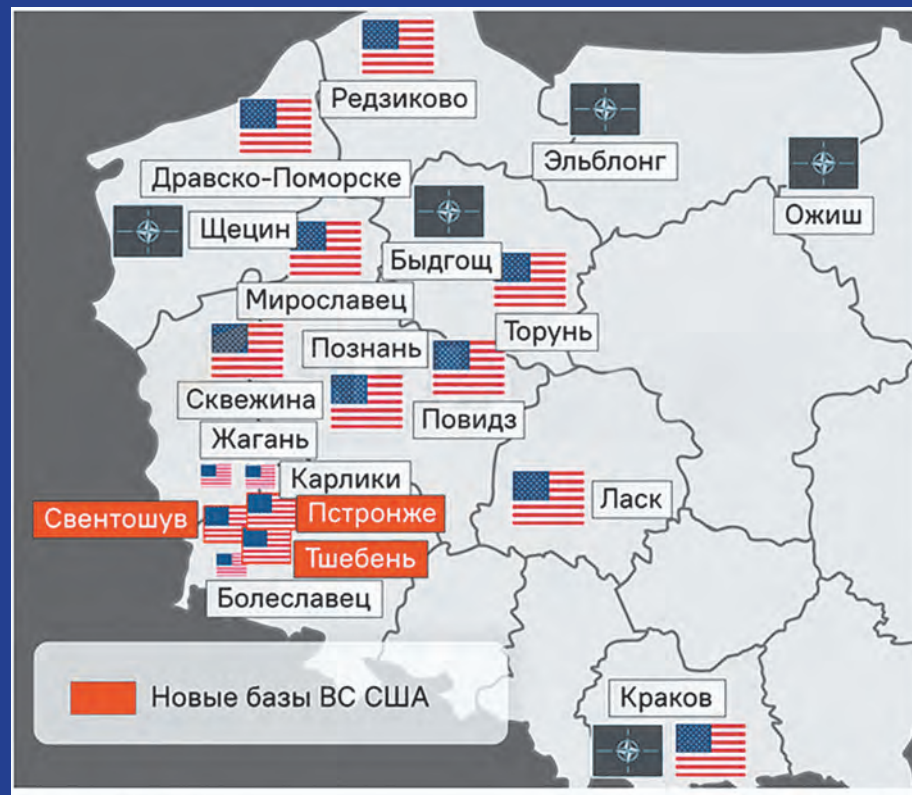 Редзиково
Эльблонг
Дравско-Поморске
Ожиш
Щецин
Быдгощ
Мирославец
Торунь
Познань
Сквежина
Повидз
Жагань
Карлики
Ласк
Свентошув
Пстронже
Тшебень
Болеславец
Новые базы ВС США
Краков